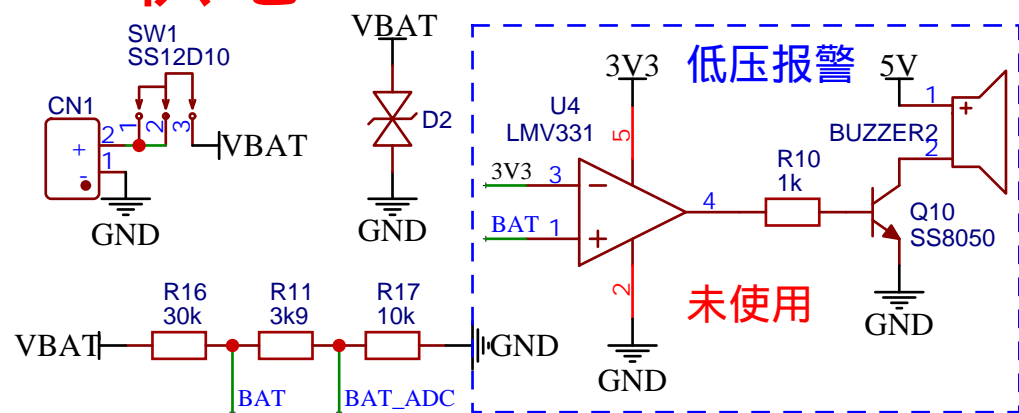 SW1
SS12D10
CN1
2
1
+
-
1
2
3
VBAT
GND
VBAT
D2
GND
低压报警
3V3
5V
U4
LMV331
5
3V3
3
BAT
1
4
2
R10
1k
BUZZER2
1
2
+
Q10
SS8050
GND
GND
未使用
R16
30k
R11
3k9
R17
10k
VBAT
GND
BAT
BAT_ADC